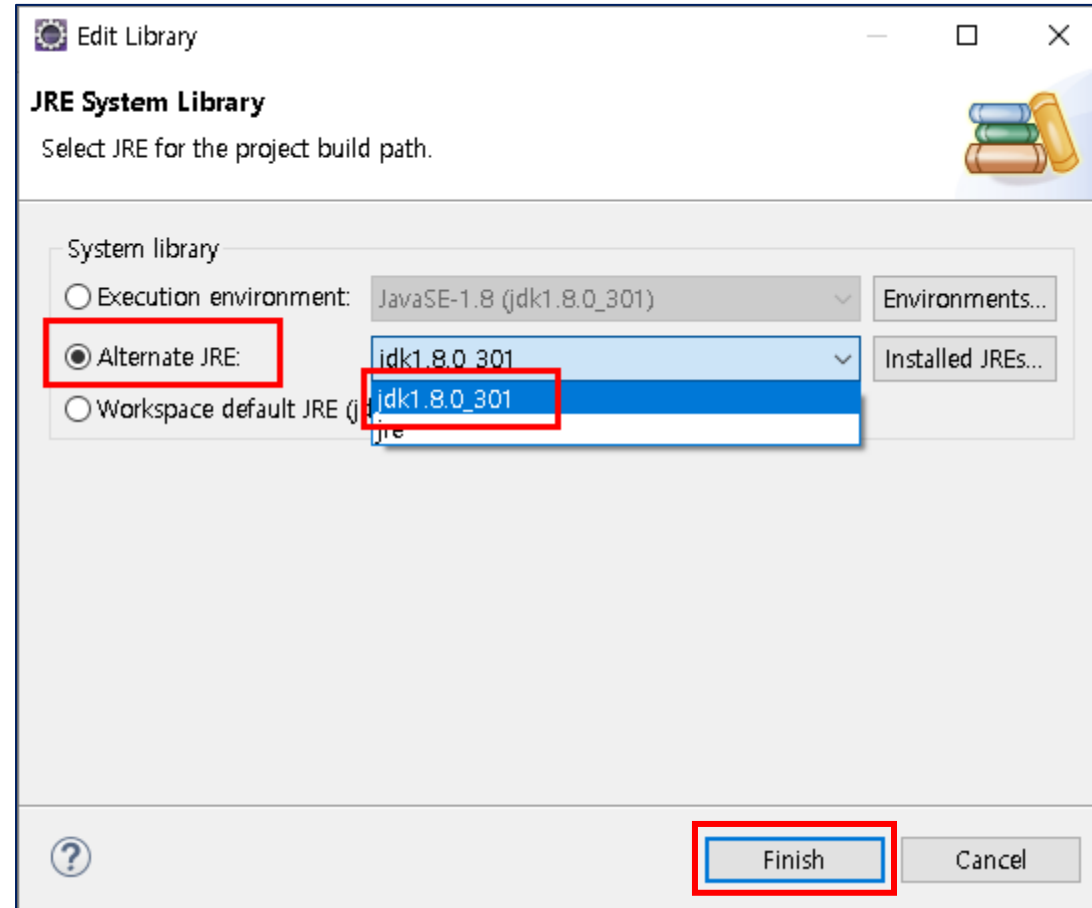 Edit Library
JRE System Library
Select JRE for the project build path.
System library
Execution environment: JavaSE-1.8 (jdk1.8.0_301) Environments...
Alternate JRE: jdk1.8.0_301 Installed JREs...
jdk1.8.0_301
Workspace default JRE (j
jre
Finish Cancel